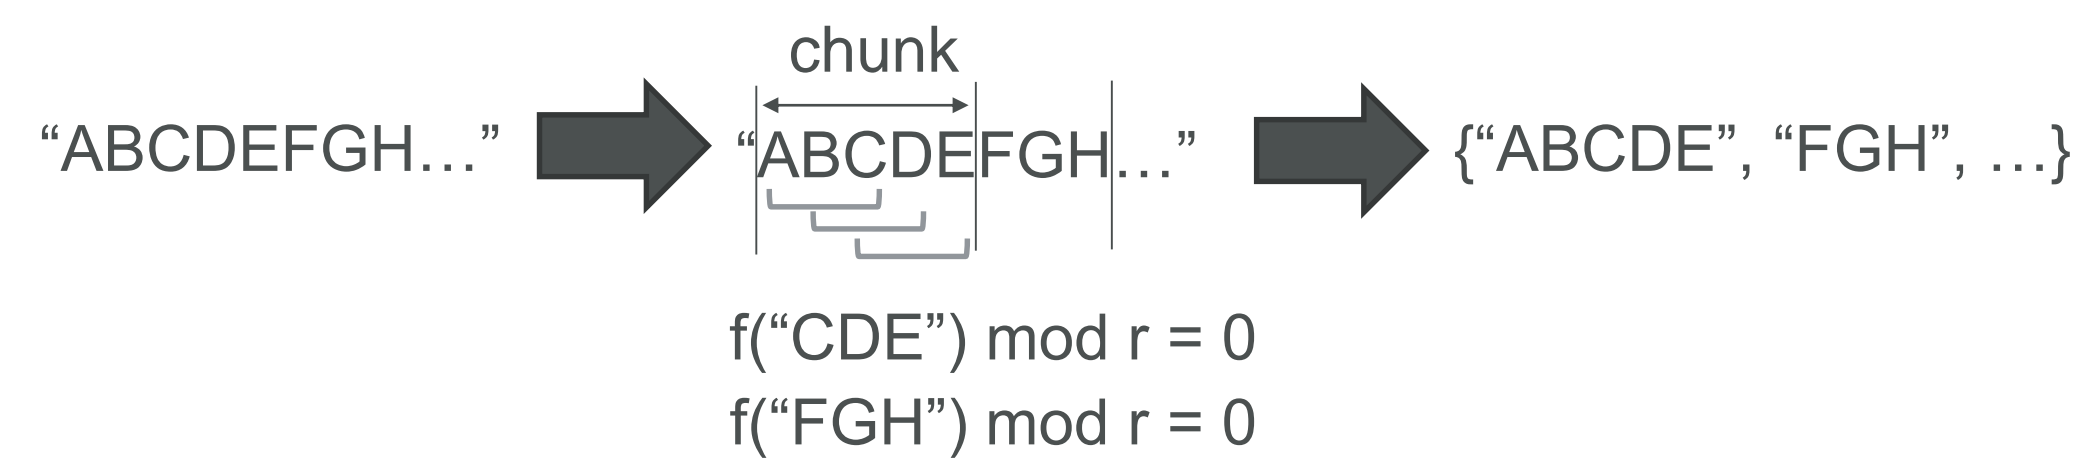 chunk
“ABCDEFGH…” “ABCDEFGH…” {“ABCDE”, “FGH”, …}
f(“CDE”) mod r = 0
f(“FGH”) mod r = 0